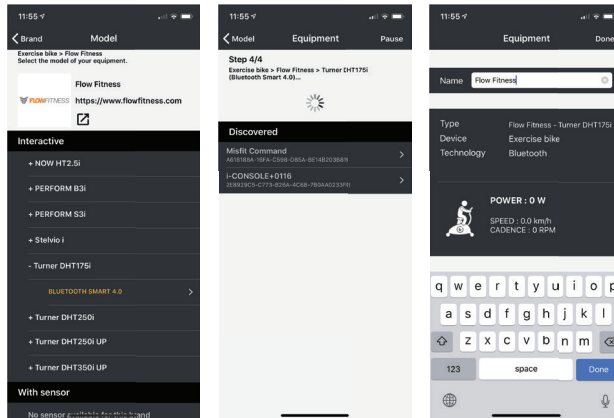 11:55
Brand
Model
Exercise bike > Flow Fitness
Select the model of your equipment.
FLOWFITNESS
Flow Fitness
https://www.flowfitness.com
Interactive
+ NOW HT2.5i
+ PERFORM B3i
+ PERFORM S3i
+ Stelvio i
- Turner DHT175i
BLUETOOTH SMART 4.0
+ Turner DHT250i
+ Turner DHT250i UP
+ Turner DHT350i UP
With sensor
No sensor available for this brand
11:55
Model
Equipment
Pause
Step 4/4
Exercise bike > Flow Fitness > Turner DHT175i
(Bluetooth Smart 4.0)...
Discovered
Misfit Command
i-CONSOLE+0116
11:55
Equipment
Done
Name
Flow Fitness
Type
Flow Fitness - Turner DHT175i
Device
Exercise bike
Technology
Bluetooth
POWER : 0 W
SPEED : 0.0 km/h
CADENCE : 0 RPM
q w e r t y u i o p
a s d f g h j k l
z x c v b n m
123
space
Done